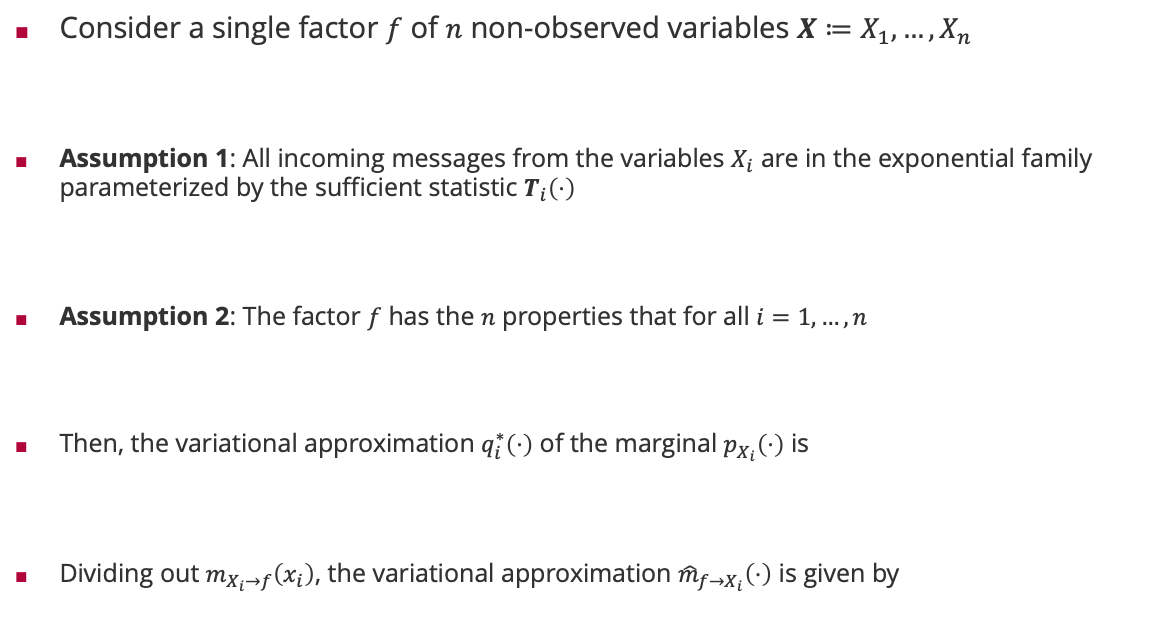 ▪ Consider a single factor f of n non-observed variables X ≔ X₁, …, Xₙ
▪ Assumption 1: All incoming messages from the variables Xᵢ are in the exponential family
parameterized by the sufficient statistic Tᵢ(·)
▪ Assumption 2: The factor f has the n properties that for all i = 1, …, n
▪ Then, the variational approximation qᵢ*(·) of the marginal p_{Xᵢ}(·) is
▪ Dividing out m_{Xᵢ→f}(xᵢ), the variational approximation m̂_{f→Xᵢ}(·) is given by